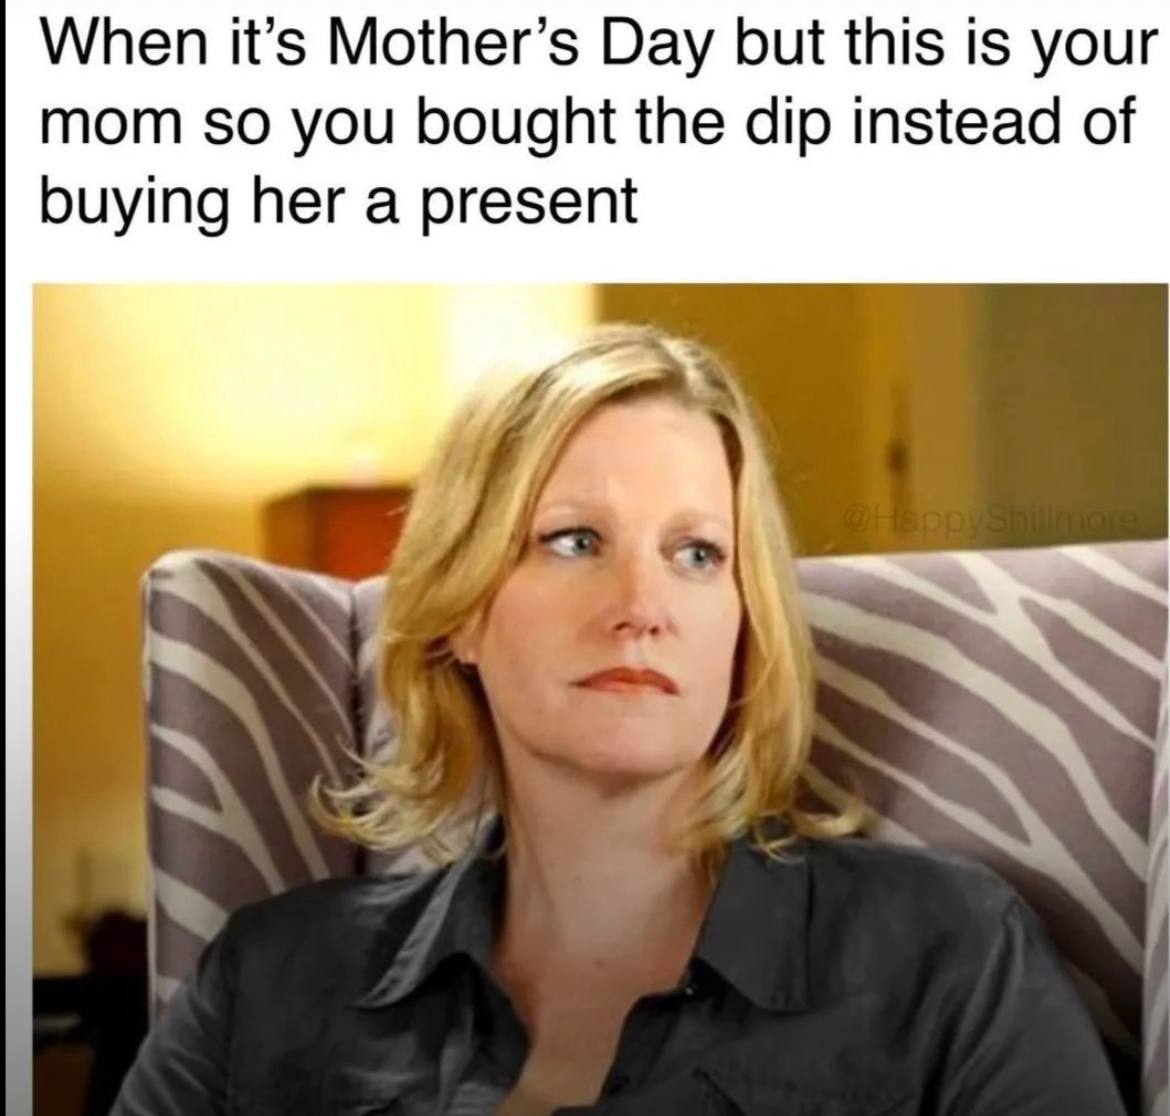 When it’s Mother’s Day but this is your
mom so you bought the dip instead of
buying her a present
@HappyShillmore